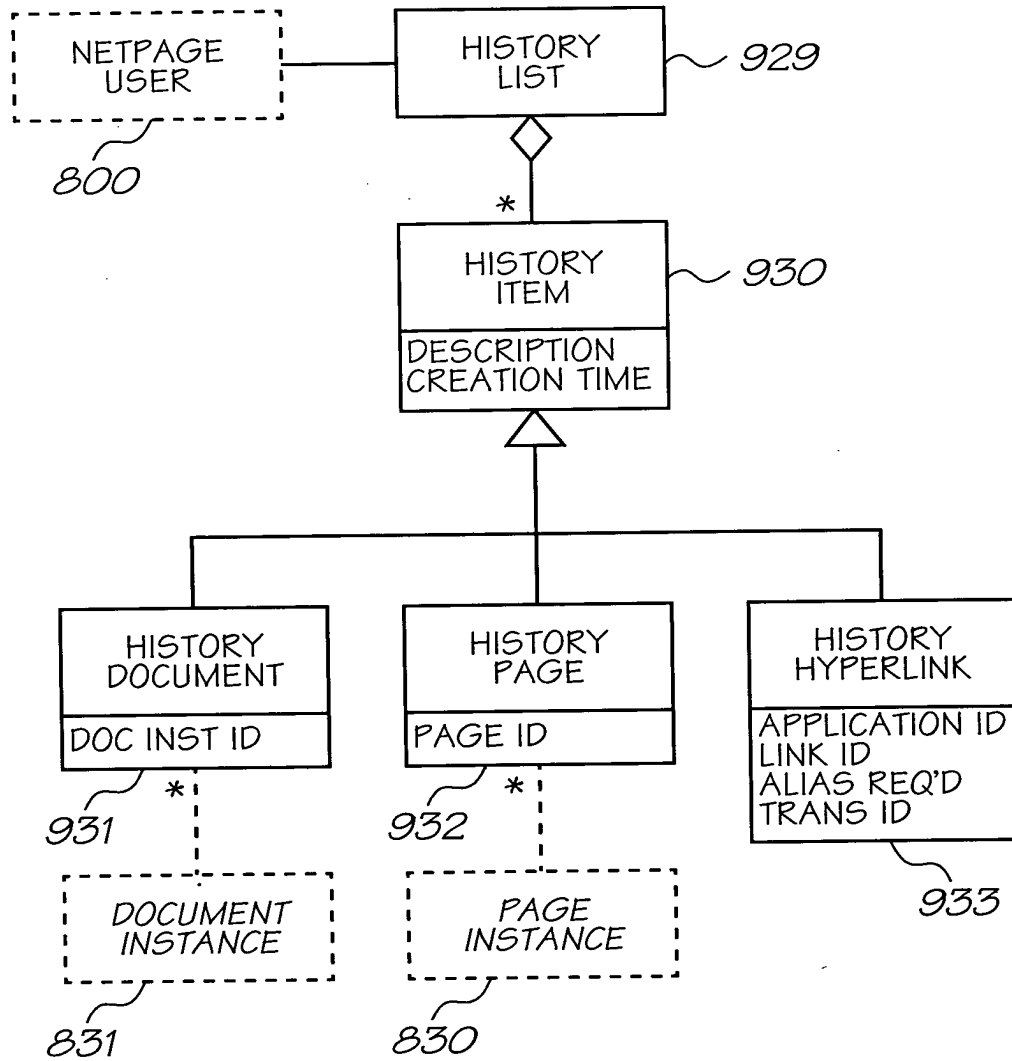 NETPAGE
USER
800
HISTORY
LIST
929
*
HISTORY
ITEM
930
DESCRIPTION
CREATION TIME
HISTORY
DOCUMENT
DOC INST ID
931
*
HISTORY
PAGE
PAGE ID
932
*
HISTORY
HYPERLINK
APPLICATION ID
LINK ID
ALIAS REQ'D
TRANS ID
933
DOCUMENT
INSTANCE
831
PAGE
INSTANCE
830